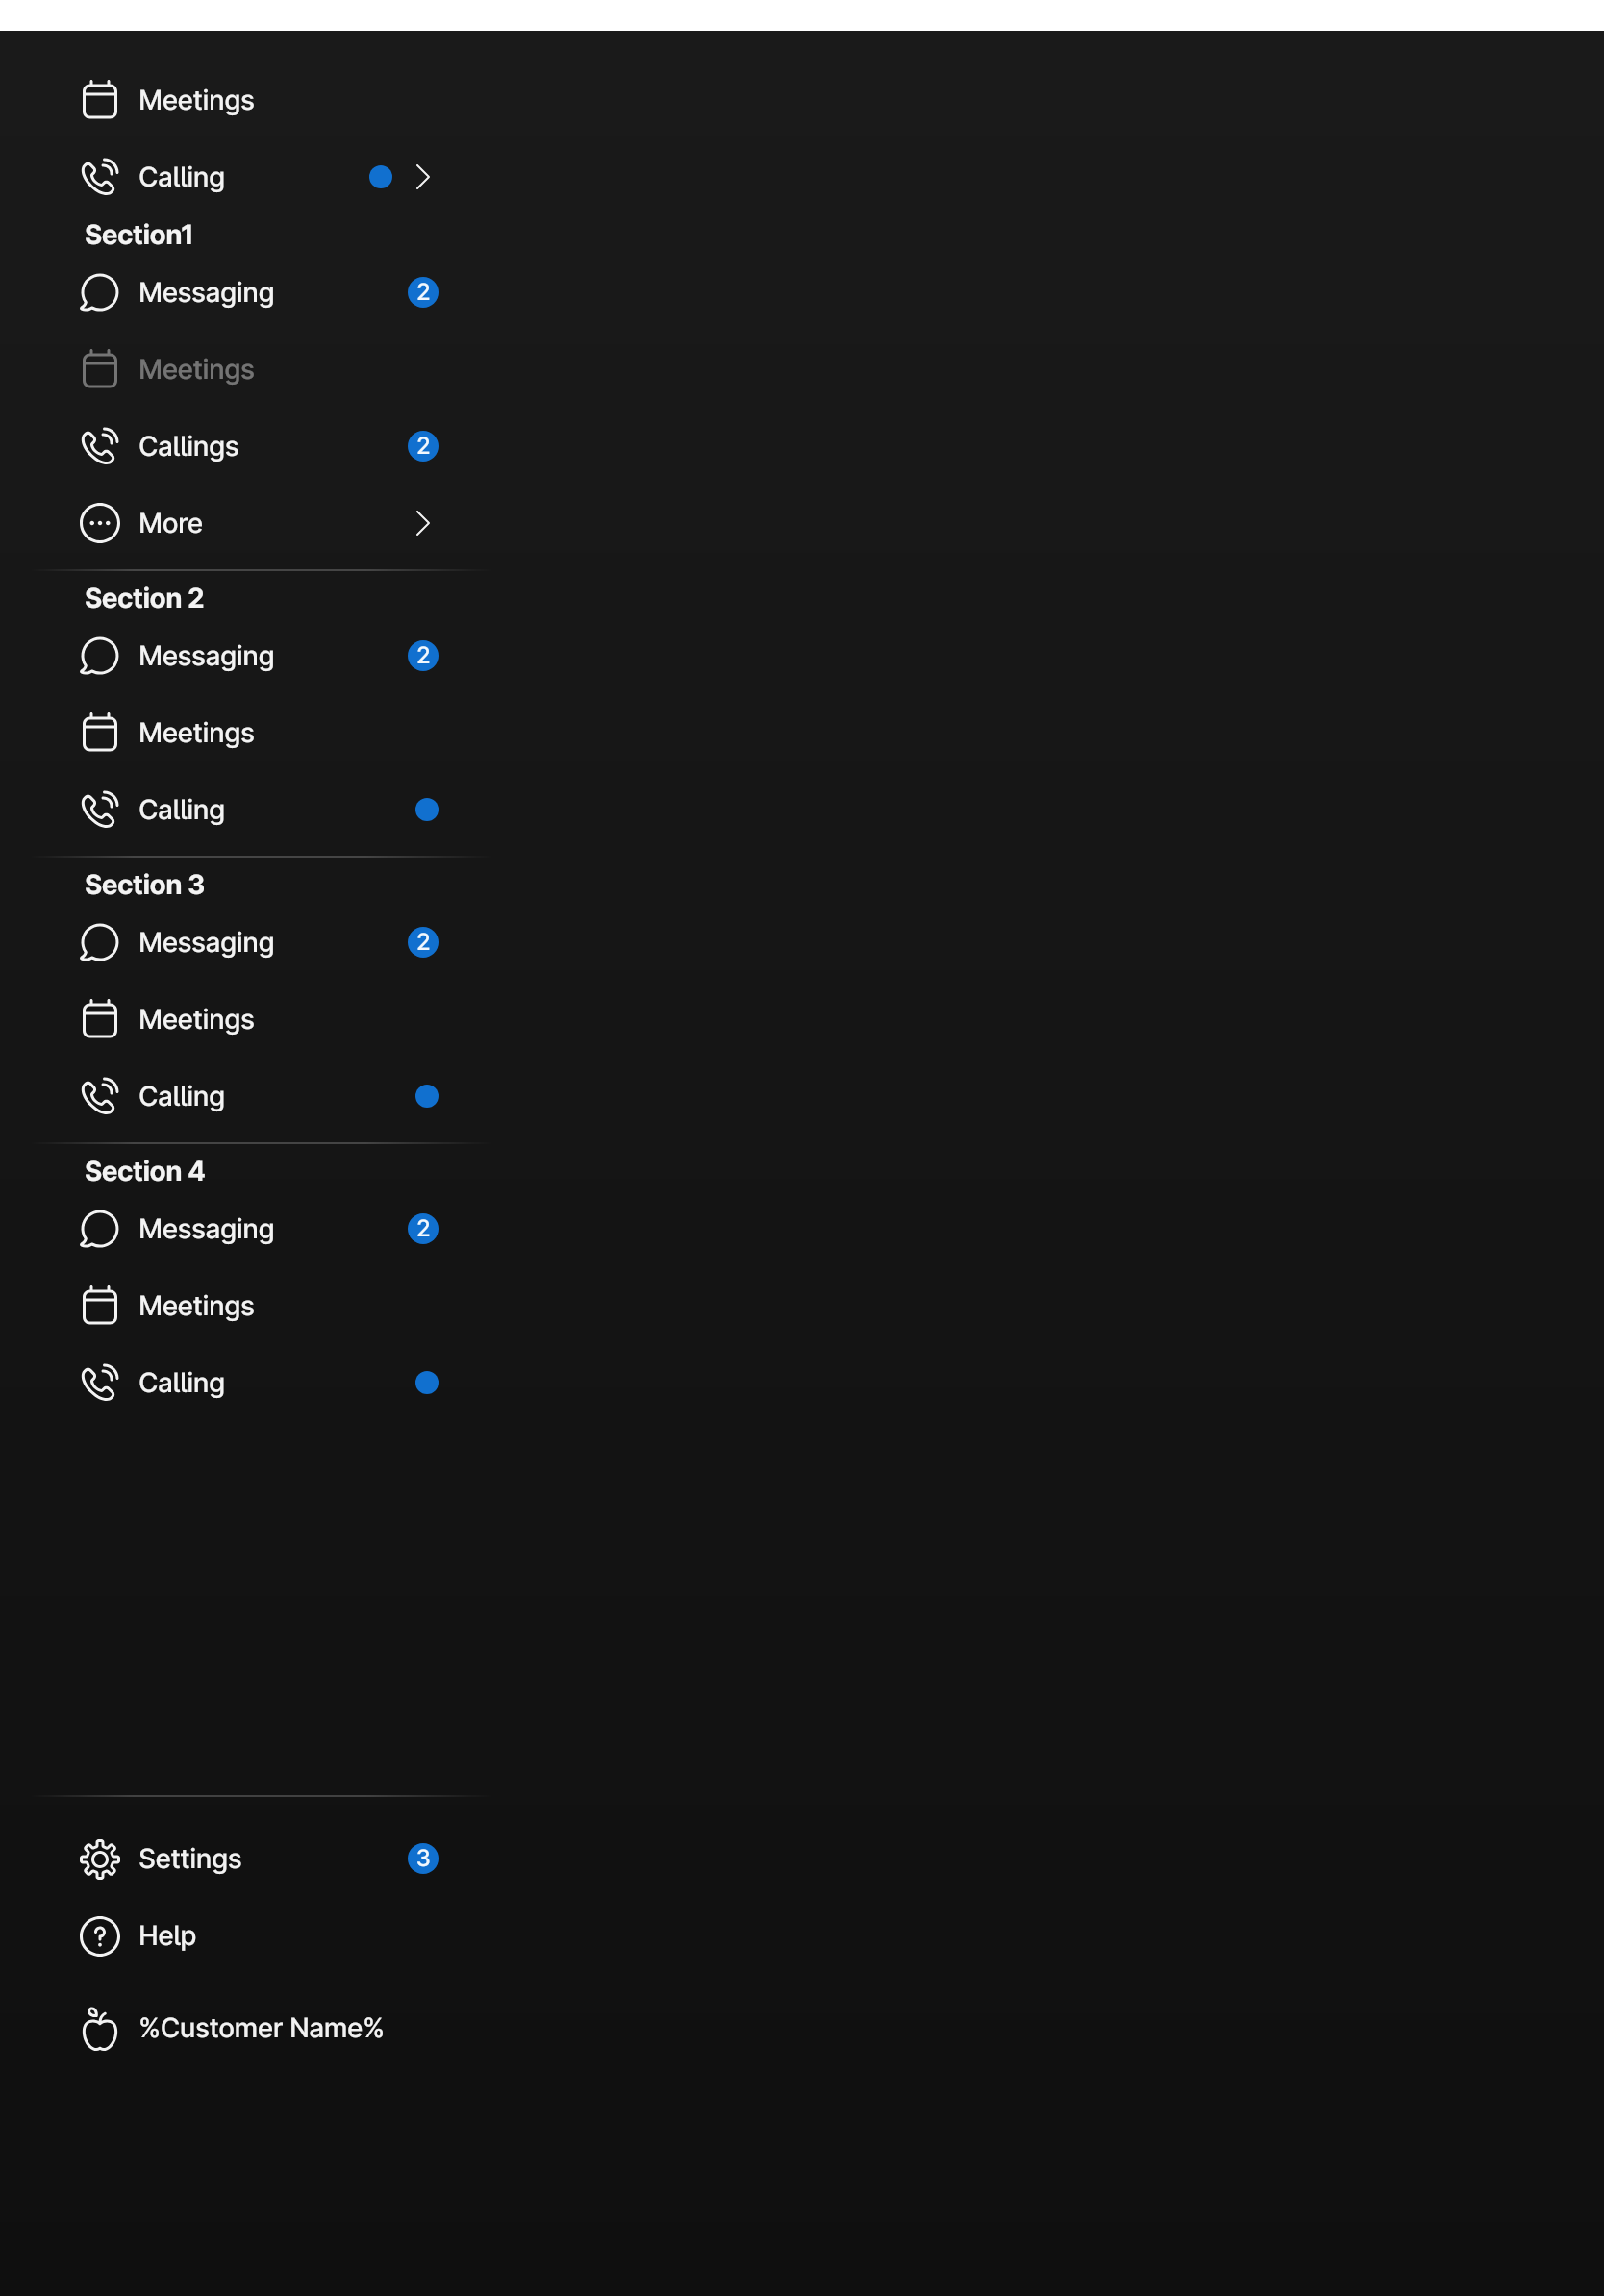 Meetings
Calling
Section1
Messaging 2
Meetings
Callings 2
More
Section 2
Messaging 2
Meetings
Calling
Section 3
Messaging 2
Meetings
Calling
Section 4
Messaging 2
Meetings
Calling
Settings 3
Help
%Customer Name%